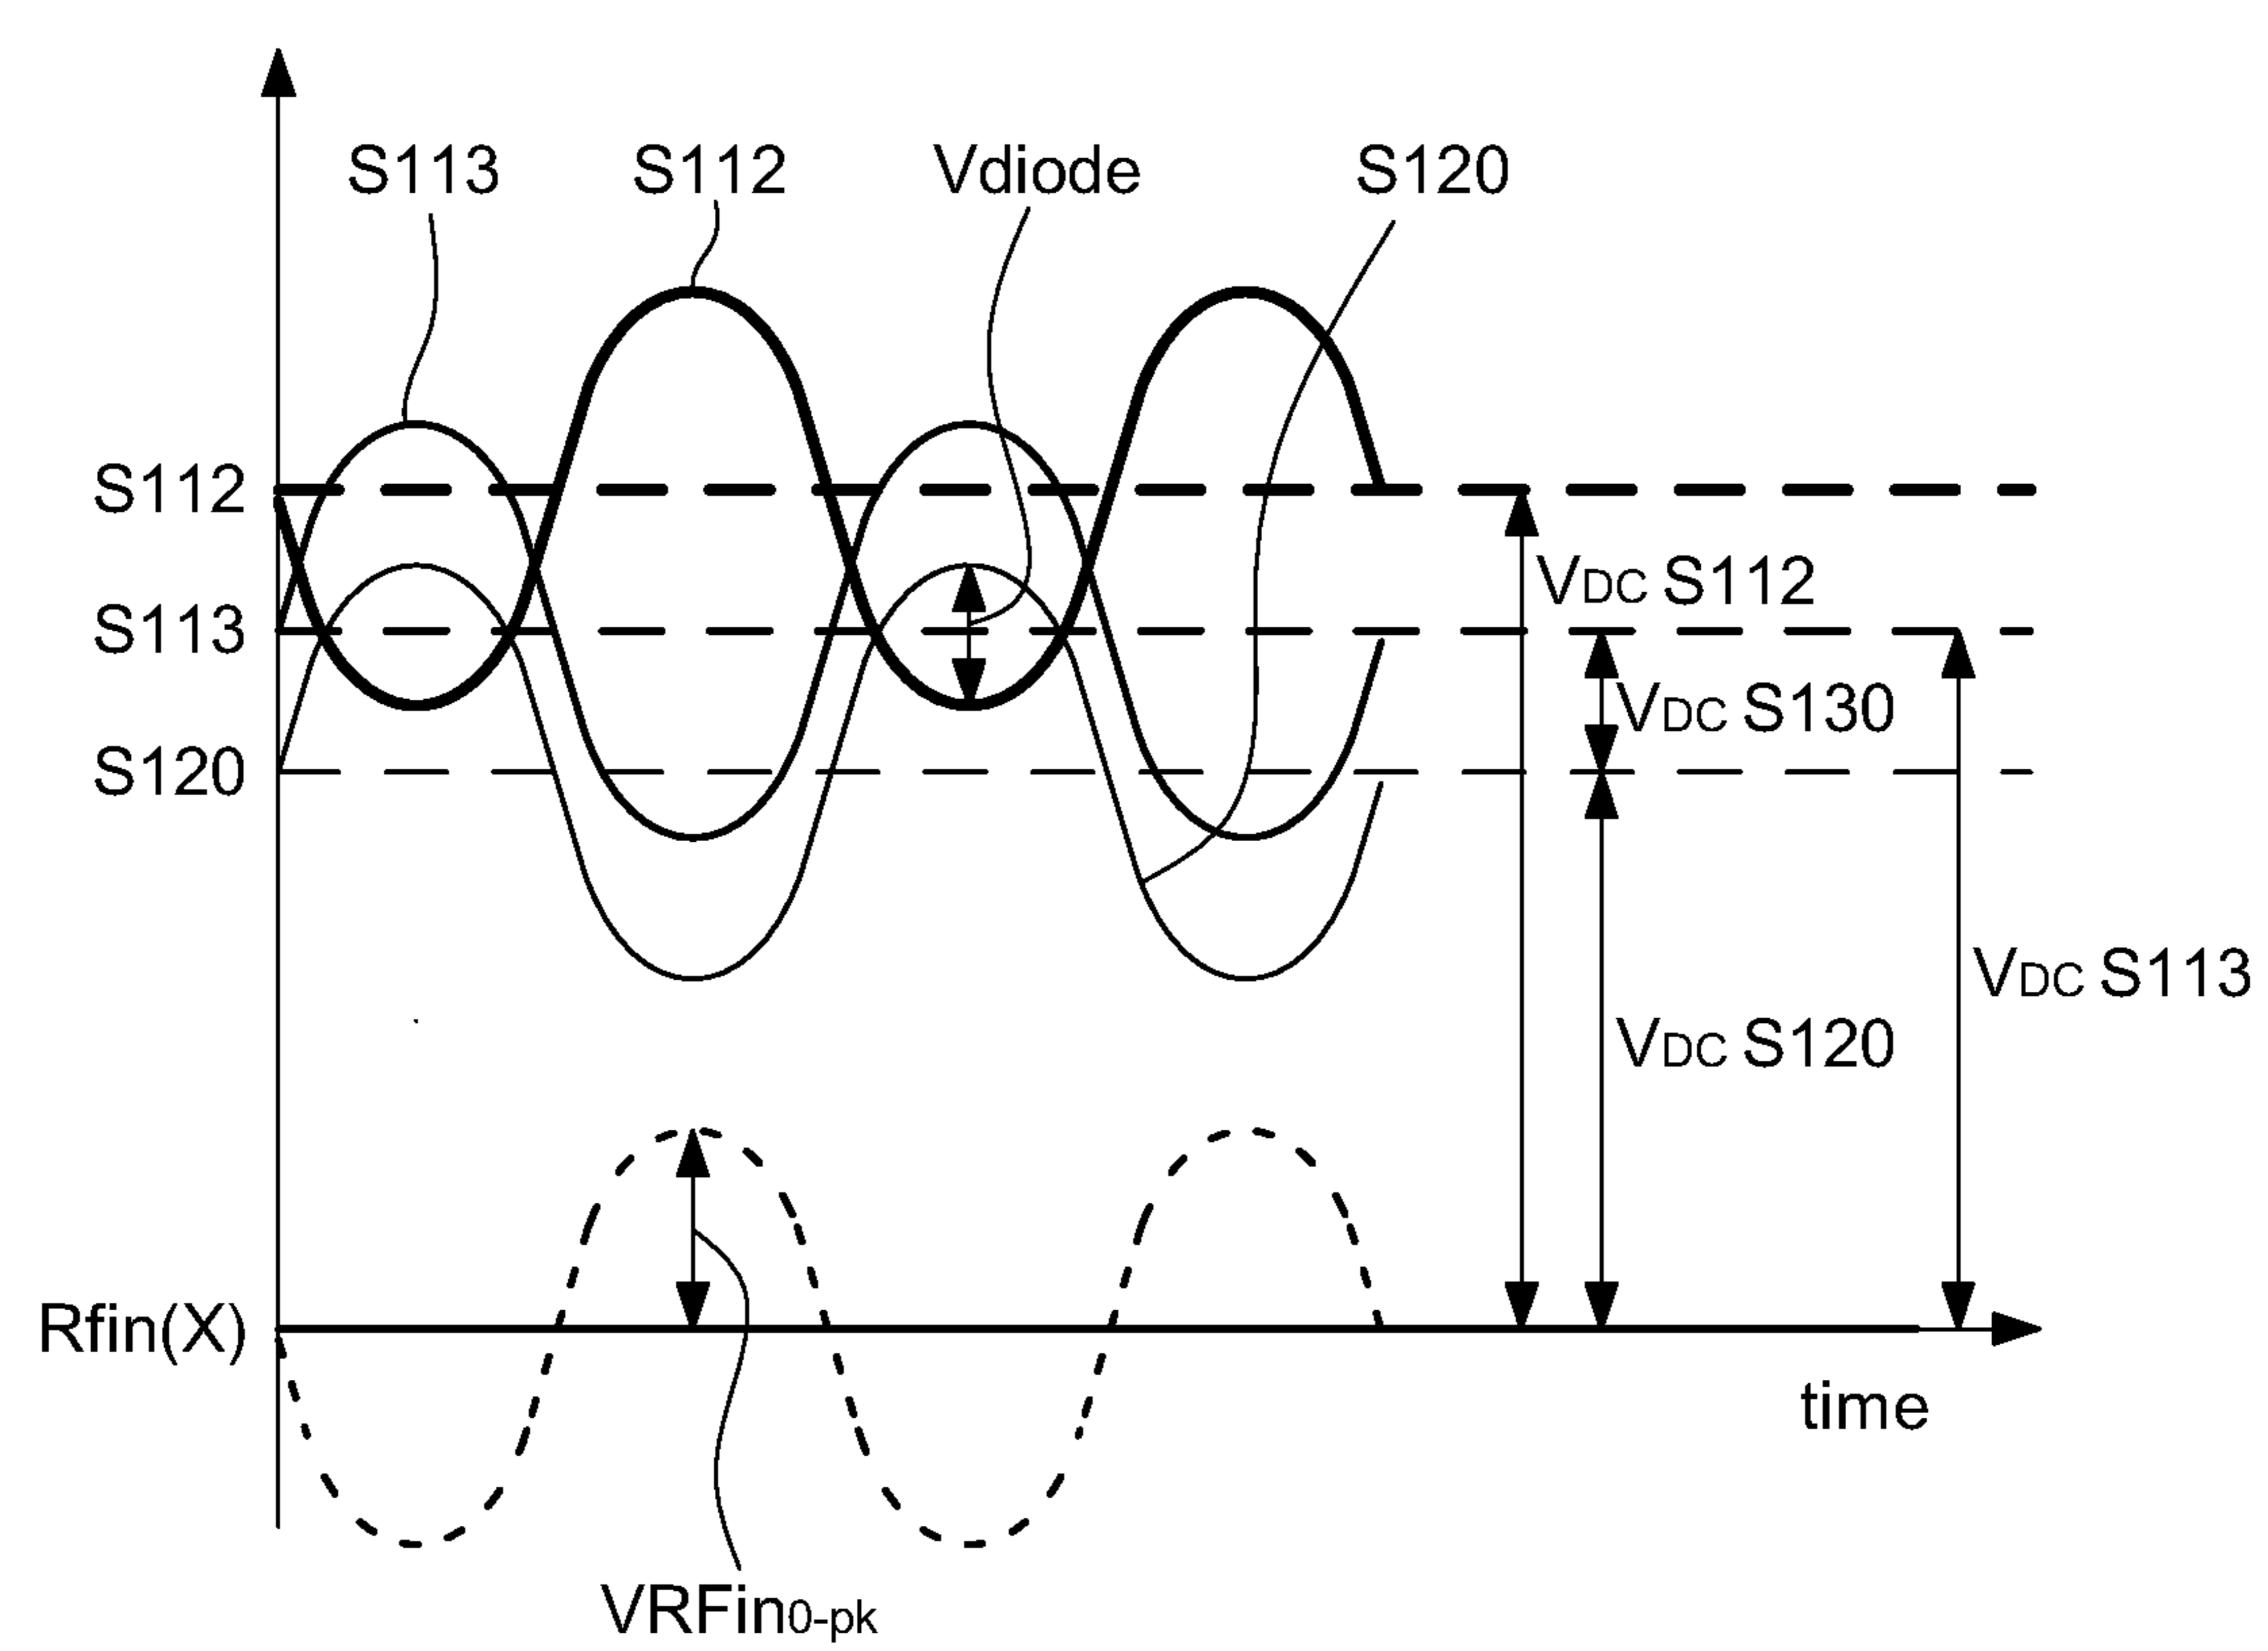 S113
S112
Vdiode
S120
S112
VDC S112
S113
VDC S130
S120
VDC S113
VDC S120
Rfin(X)
time
VRFin0-pk